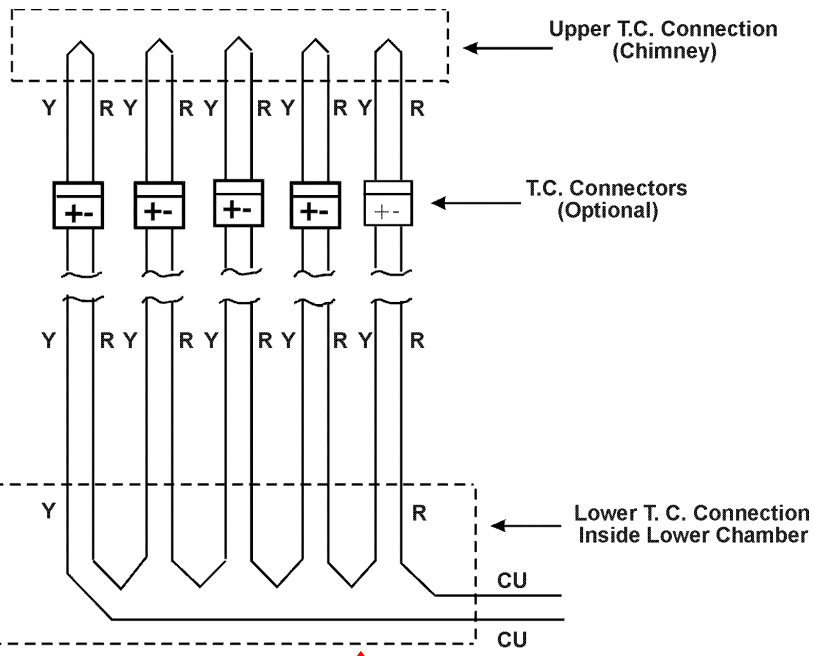 Upper T.C. Connection
(Chimney)
Y R Y R Y R Y R Y R
T.C. Connectors
(Optional)
+- +- +- +- +-
Y R Y R Y R Y R Y R
Y R
Lower T. C. Connection
Inside Lower Chamber
CU
CU